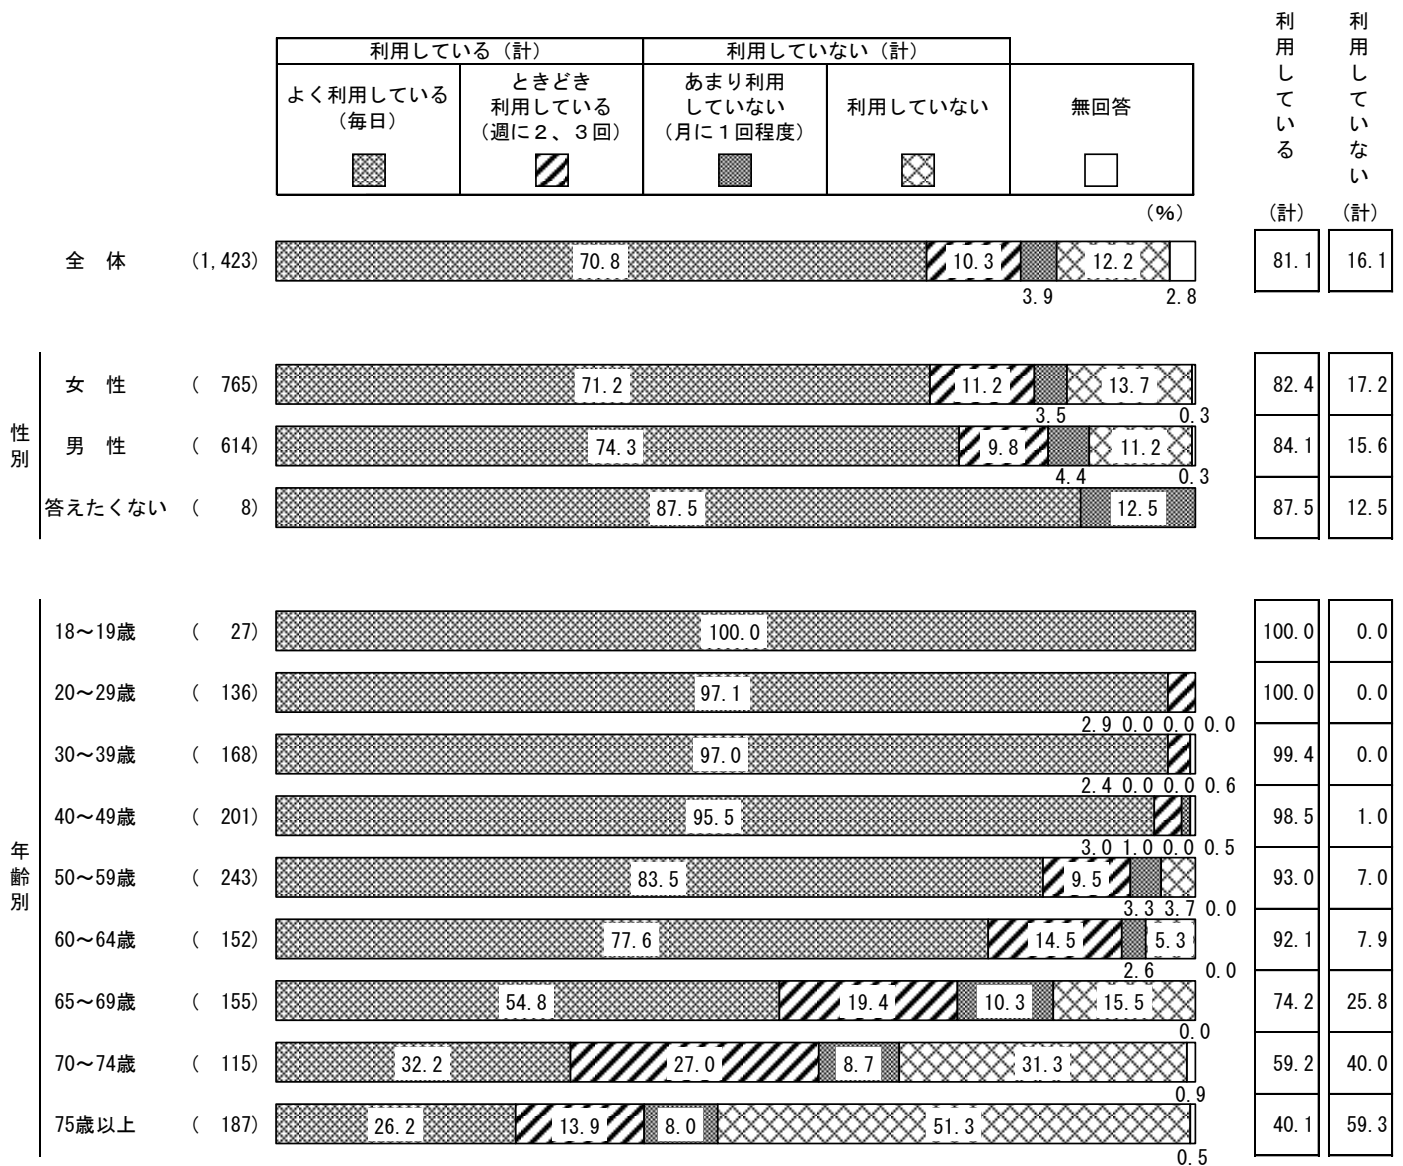 利用している（計） 利用していない（計）
よく利用している
（毎日）
ときどき
利用している
（週に２、３回）
あまり利用
していない
（月に１回程度）
利用していない
無回答
利用している
（計）
利用していない
（計）
（％）
全　体 (1,423) 70.8 10.3 12.2 81.1 16.1
3.9 2.8
性別
女　性 ( 765) 71.2 11.2 13.7 82.4 17.2
3.5 0.3
男　性 ( 614) 74.3 9.8 11.2 84.1 15.6
4.4 0.3
答えたくない ( 8) 87.5 12.5 87.5 12.5
年齢別
18～19歳 ( 27) 100.0 100.0 0.0
20～29歳 ( 136) 97.1 100.0 0.0
2.9 0.0 0.0 0.0
30～39歳 ( 168) 97.0 99.4 0.0
2.4 0.0 0.0 0.6
40～49歳 ( 201) 95.5 98.5 1.0
3.0 1.0 0.0 0.5
50～59歳 ( 243) 83.5 9.5 93.0 7.0
3.3 3.7 0.0
60～64歳 ( 152) 77.6 14.5 5.3 92.1 7.9
2.6 0.0
65～69歳 ( 155) 54.8 19.4 10.3 15.5 74.2 25.8
0.0
70～74歳 ( 115) 32.2 27.0 8.7 31.3 59.2 40.0
0.9
75歳以上 ( 187) 26.2 13.9 8.0 51.3 40.1 59.3
0.5